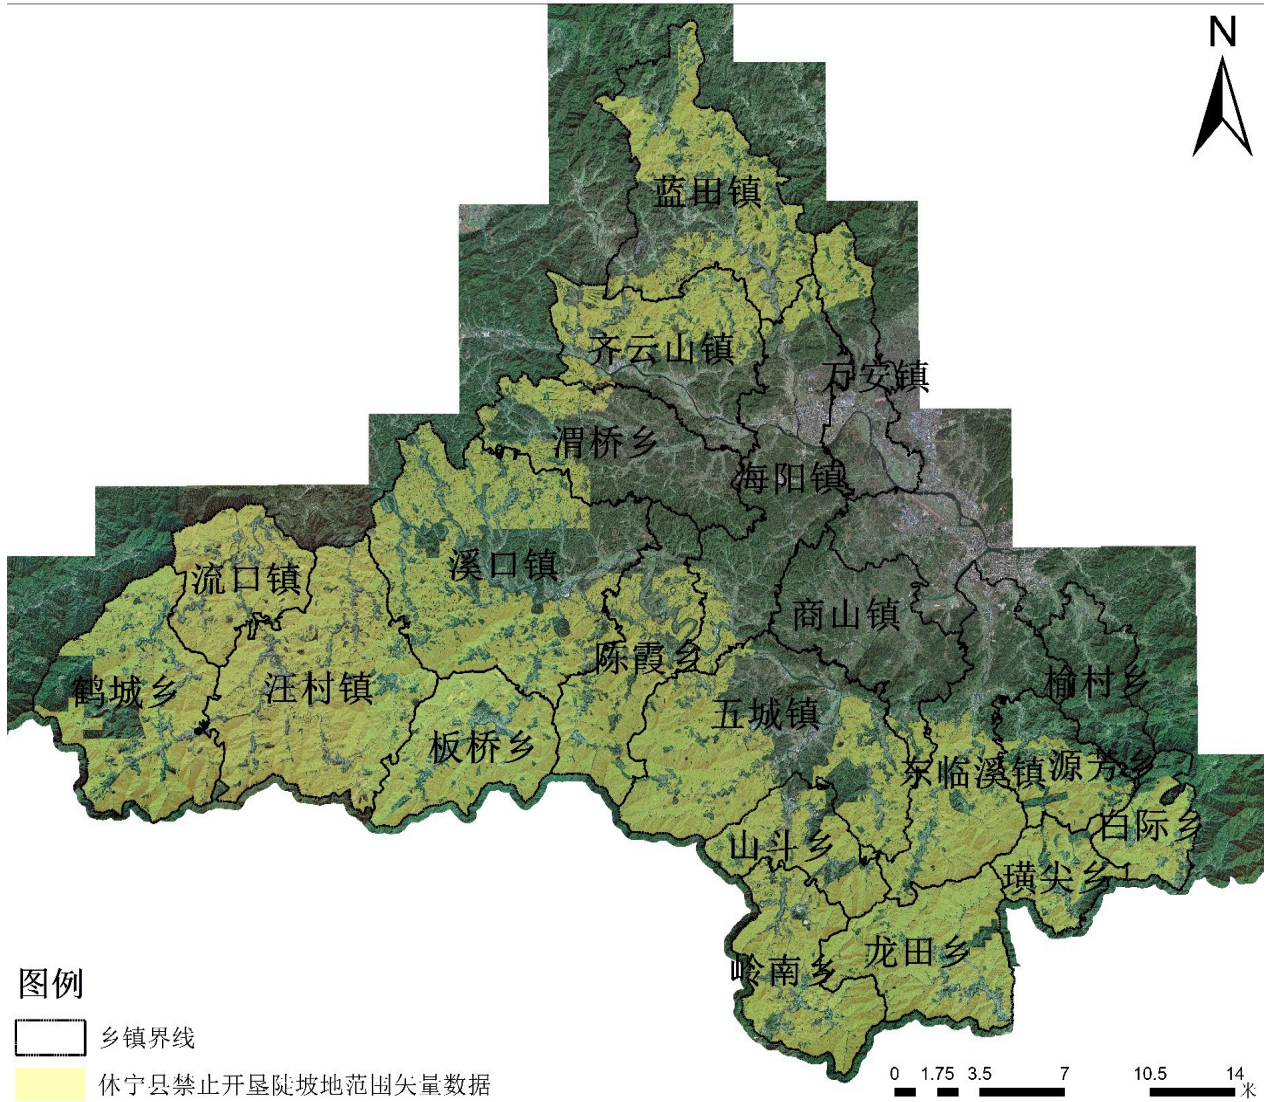 N
蓝田镇
齐云山镇
万安镇
渭桥乡
海阳镇
溪口镇
流口镇
商山镇
陈霞乡
榆村乡
鹤城乡
汪村镇
五城镇
板桥乡
东临溪镇
源芳乡
白际乡
山斗乡
璜尖乡
龙田乡
岭南乡
图例
乡镇界线
休宁县禁止开垦陡坡地范围矢量数据
0 1.75 3.5 7 10.5 14
米